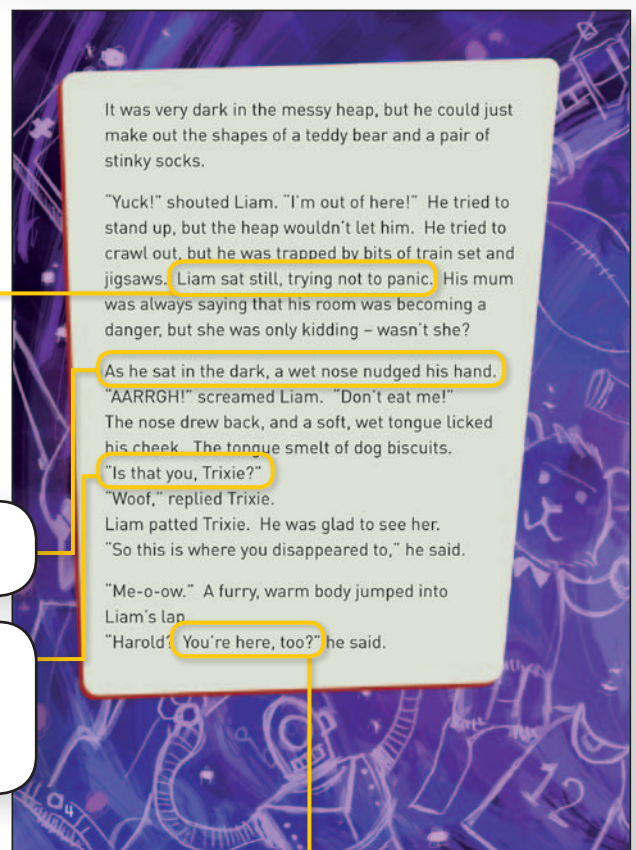 It was very dark in the messy heap, but he could just
make out the shapes of a teddy bear and a pair of
stinky socks.
"Yuck!" shouted Liam. "I'm out of here!" He tried to
stand up, but the heap wouldn't let him. He tried to
crawl out, but he was trapped by bits of train set and
jigsaws. Liam sat still, trying not to panic. His mum
was always saying that his room was becoming a
danger, but she was only kidding – wasn't she?
As he sat in the dark, a wet nose nudged his hand.
"AARRGH!" screamed Liam. "Don't eat me!"
The nose drew back, and a soft, wet tongue licked
his cheek. The tongue smelt of dog biscuits.
"Is that you, Trixie?"
"Woof," replied Trixie.
Liam patted Trixie. He was glad to see her.
"So this is where you disappeared to," he said.
"Me-o-ow." A furry, warm body jumped into
Liam's lap.
"Harold? You're here, too?" he said.
12